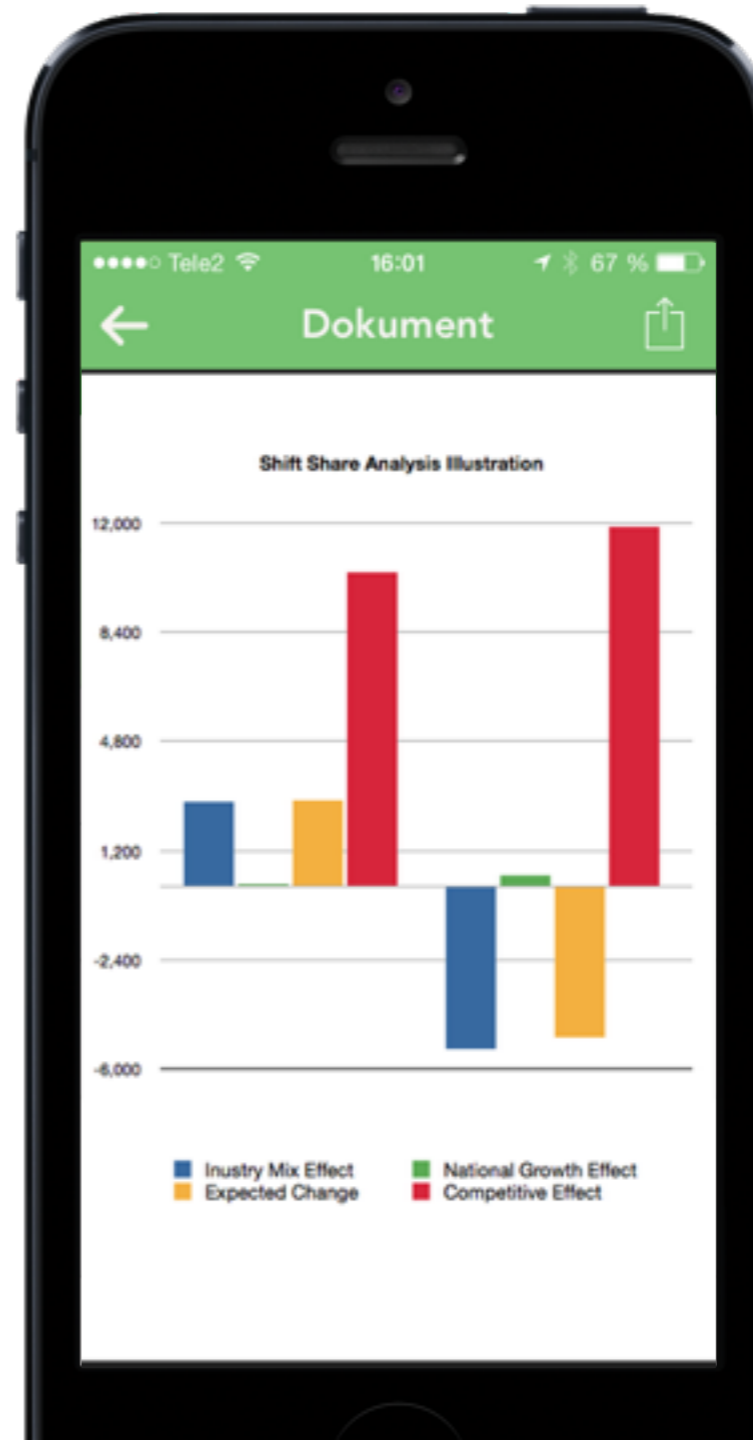 Tele2 16:01 67 %
Dokument
Shift Share Analysis Illustration
12,000
8,400
4,800
1,200
-2,400
-6,000
Inustry Mix Effect National Growth Effect
Expected Change Competitive Effect